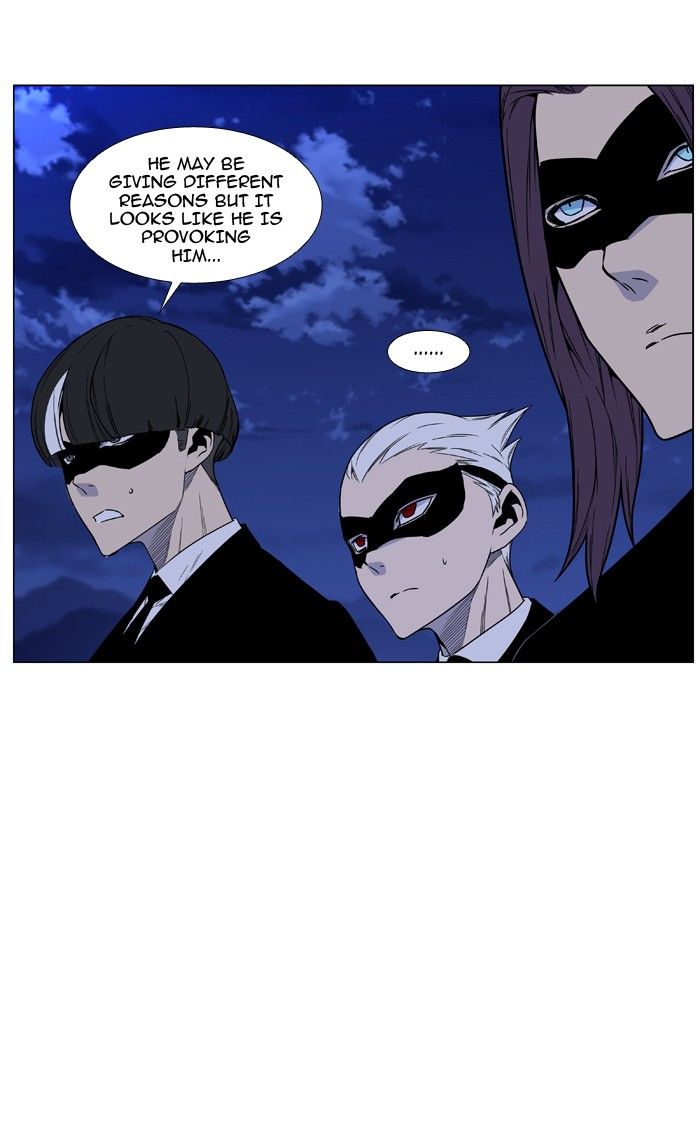 HE MAY BE
GIVING DIFFERENT
REASONS BUT IT
LOOKS LIKE HE IS
PROVOKING
HIM...
......